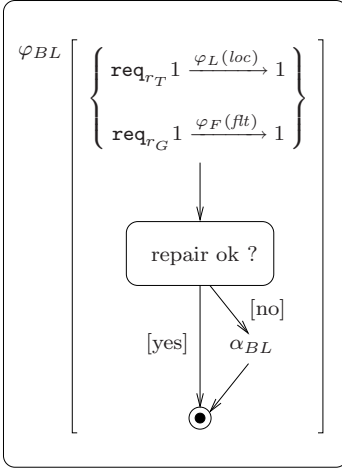 φ_L(loc)
φ_BL req_{r_T} 1 → 1
φ_F(flt)
req_{r_G} 1 → 1
repair ok ?
[no]
[yes] α_BL